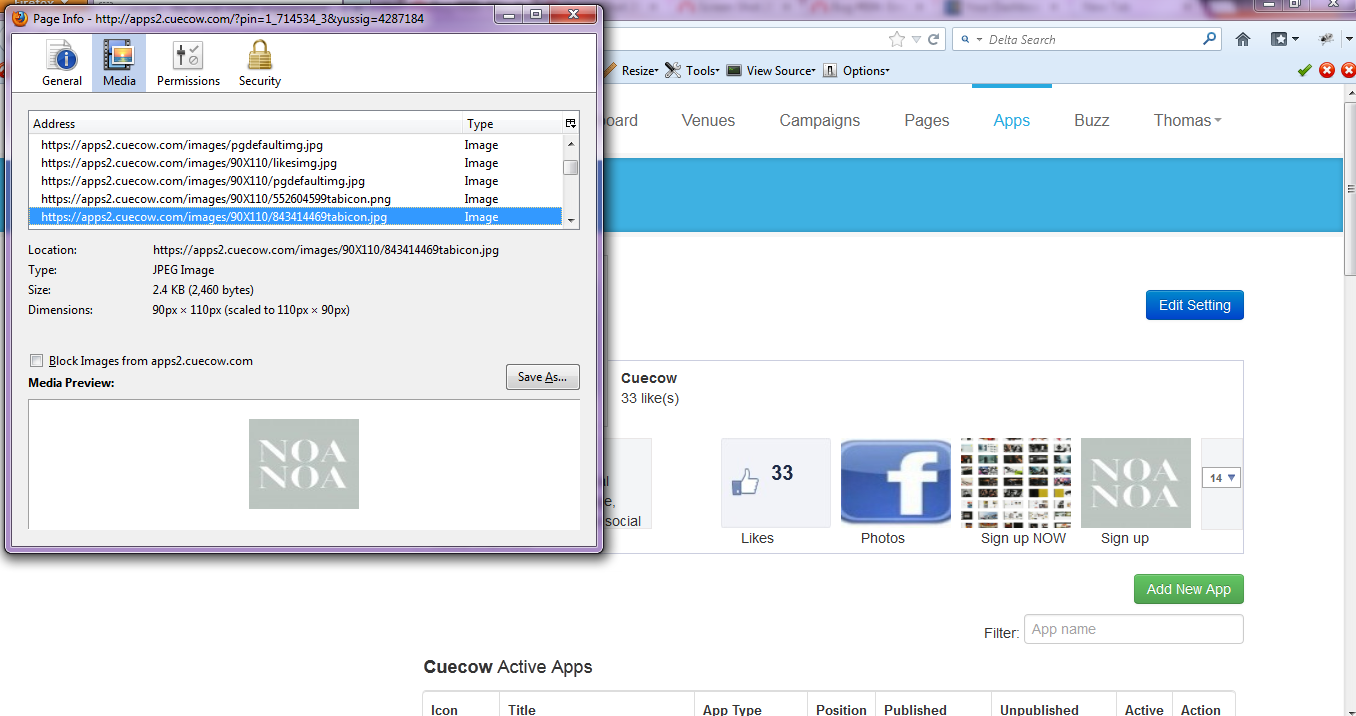 Page Info - http://apps2.cuecow.com/?pin=1_714534_3&yussig=4287184
General Media Permissions Security
Address Type
https://apps2.cuecow.com/images/pgdefaultimg.jpg Image
https://apps2.cuecow.com/images/90X110/likesimg.jpg Image
https://apps2.cuecow.com/images/90X110/pgdefaultimg.jpg Image
https://apps2.cuecow.com/images/90X110/552604599tabicon.png Image
https://apps2.cuecow.com/images/90X110/843414469tabicon.jpg Image
Location: https://apps2.cuecow.com/images/90X110/843414469tabicon.jpg
Type: JPEG Image
Size: 2.4 KB (2,460 bytes)
Dimensions: 90px × 110px (scaled to 110px × 90px)
Block Images from apps2.cuecow.com
Media Preview:
Save As...
NOA
NOA
Delta Search
Resize Tools View Source Options
oard Venues Campaigns Pages Apps Buzz Thomas
Edit Setting
Cuecow
33 like(s)
al
e,
social
33
f
NOA
NOA
14
Likes Photos Sign up NOW Sign up
Add New App
Filter: App name
Cuecow Active Apps
Icon Title App Type Position Published Unpublished Active Action